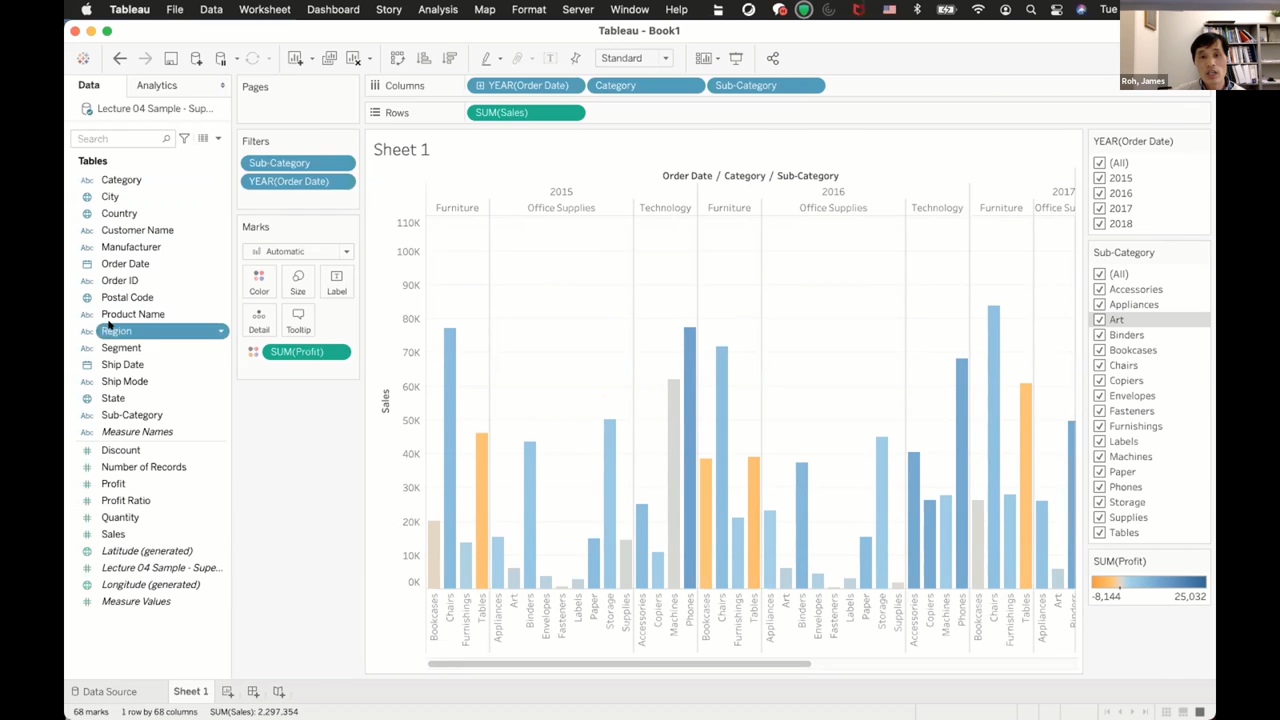 Tableau File Data Worksheet Dashboard Story Analysis Map Format Server Window Help Tue
Tableau - Book1
Roh, James
Standard
Data Analytics
Lecture 04 Sample - Sup...
Search
Tables
Abc Category
City
Country
Abc Customer Name
Abc Manufacturer
Order Date
Abc Order ID
Postal Code
Abc Product Name
Abc Region
Abc Segment
Ship Date
Abc Ship Mode
State
Abc Sub-Category
Abc Measure Names
# Discount
# Number of Records
# Profit
# Profit Ratio
# Quantity
# Sales
Latitude (generated)
# Lecture 04 Sample - Supe...
Longitude (generated)
# Measure Values
Pages
Filters
Sub-Category
YEAR(Order Date)
Marks
Automatic
Color Size Label
Detail Tooltip
SUM(Profit)
Columns YEAR(Order Date) Category Sub-Category
Rows SUM(Sales)
Sheet 1
Order Date / Category / Sub-Category
2015 2016 2017
Furniture Office Supplies Technology Furniture Office Supplies Technology Furniture Office Su
110K
100K
90K
80K
70K
60K
50K
40K
30K
20K
10K
0K
Sales
Bookcases Chairs Furnishings Tables Appliances Art Binders Envelopes Fasteners Labels Paper Storage Supplies Accessories Copiers Machines Phones Bookcases Chairs Furnishings Tables Appliances Art Binders Envelopes Fasteners Labels Paper Storage Supplies Accessories Copiers Machines Phones Bookcases Chairs Furnishings Tables Appliances Art
YEAR(Order Date)
(All)
2015
2016
2017
2018
Sub-Category
(All)
Accessories
Appliances
Art
Binders
Bookcases
Chairs
Copiers
Envelopes
Fasteners
Furnishings
Labels
Machines
Paper
Phones
Storage
Supplies
Tables
SUM(Profit)
-8,144 25,032
Data Source Sheet 1
68 marks 1 row by 68 columns SUM(Sales): 2,297,354